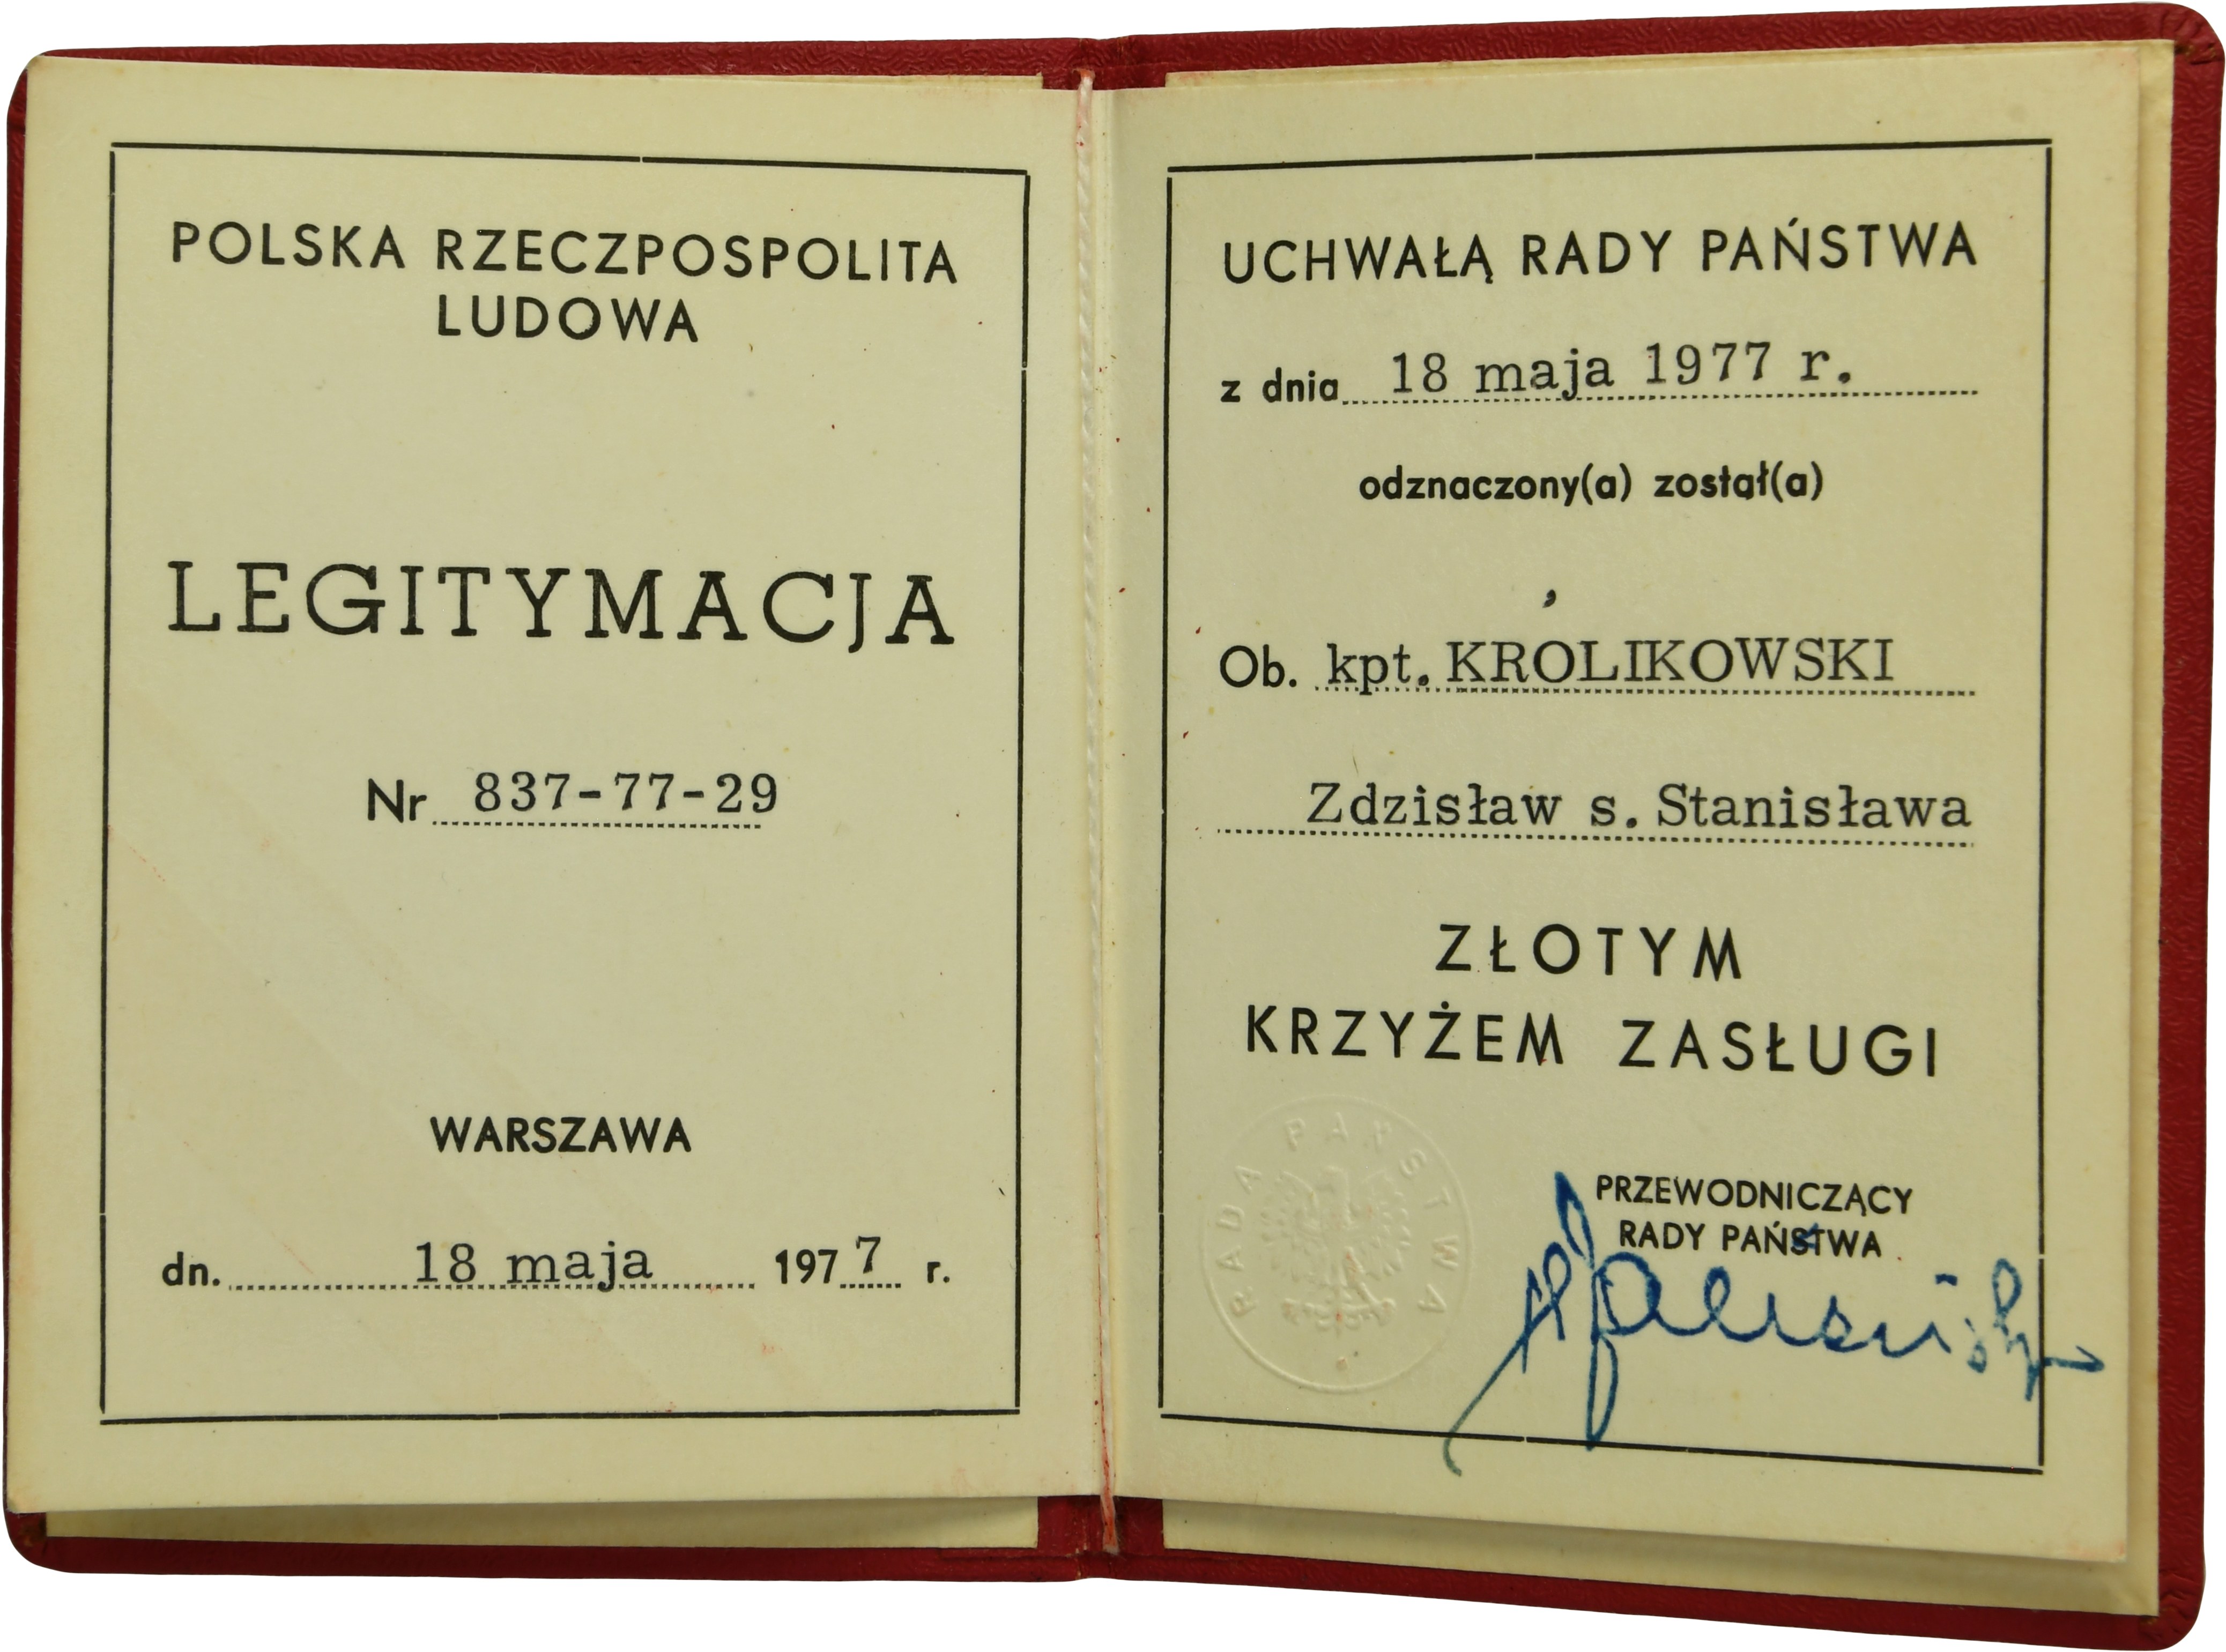 POLSKA RZECZPOSPOLITA
LUDOWA
LEGITYMACJA
Nr 837-77-29
WARSZAWA
dn. 18 maja 1977 r.
UCHWAŁĄ RADY PAŃSTWA
z dnia 18 maja 1977 r.
odznaczony(a) został(a)
Ob. kpt. KRÓLIKOWSKI
Zdzisław s. Stanisława
ZŁOTYM
KRZYŻEM ZASŁUGI
RADA PAŃSTWA
PRZEWODNICZĄCY
RADY PAŃSTWA